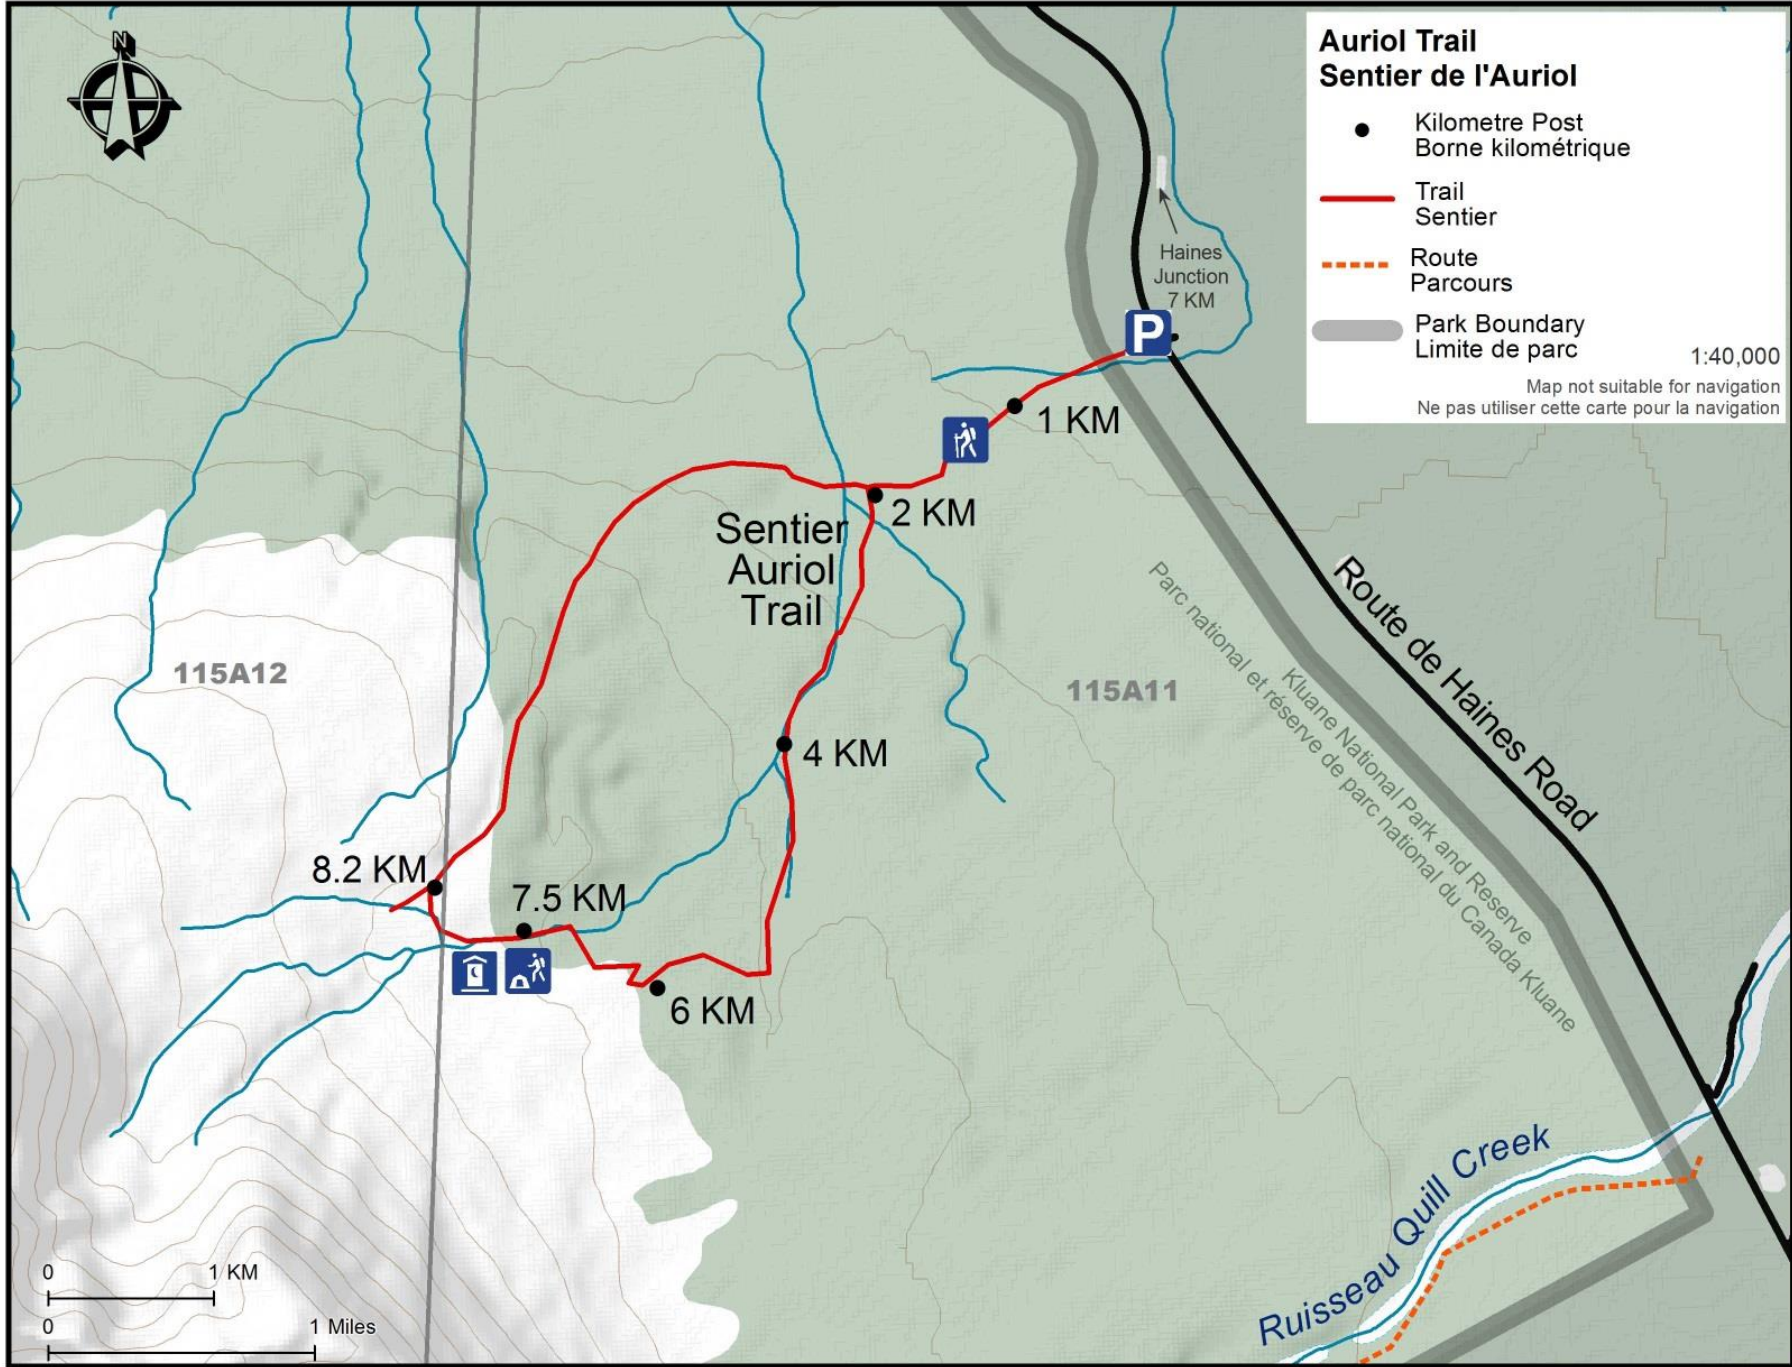 N
Auriol Trail
Sentier de l'Auriol
Kilometre Post
Borne kilométrique
Trail
Sentier
Route
Parcours
Park Boundary
Limite de parc
1:40,000
Map not suitable for navigation
Ne pas utiliser cette carte pour la navigation
Haines
Junction
7 KM
P
1 KM
2 KM
Sentier
Auriol
Trail
Route de Haines Road
115A12
115A11
Kluane National Park and Reserve
Parc national et réserve de parc national du Canada Kluane
4 KM
8.2 KM
7.5 KM
6 KM
Ruisseau Quill Creek
0 1 KM
0 1 Miles